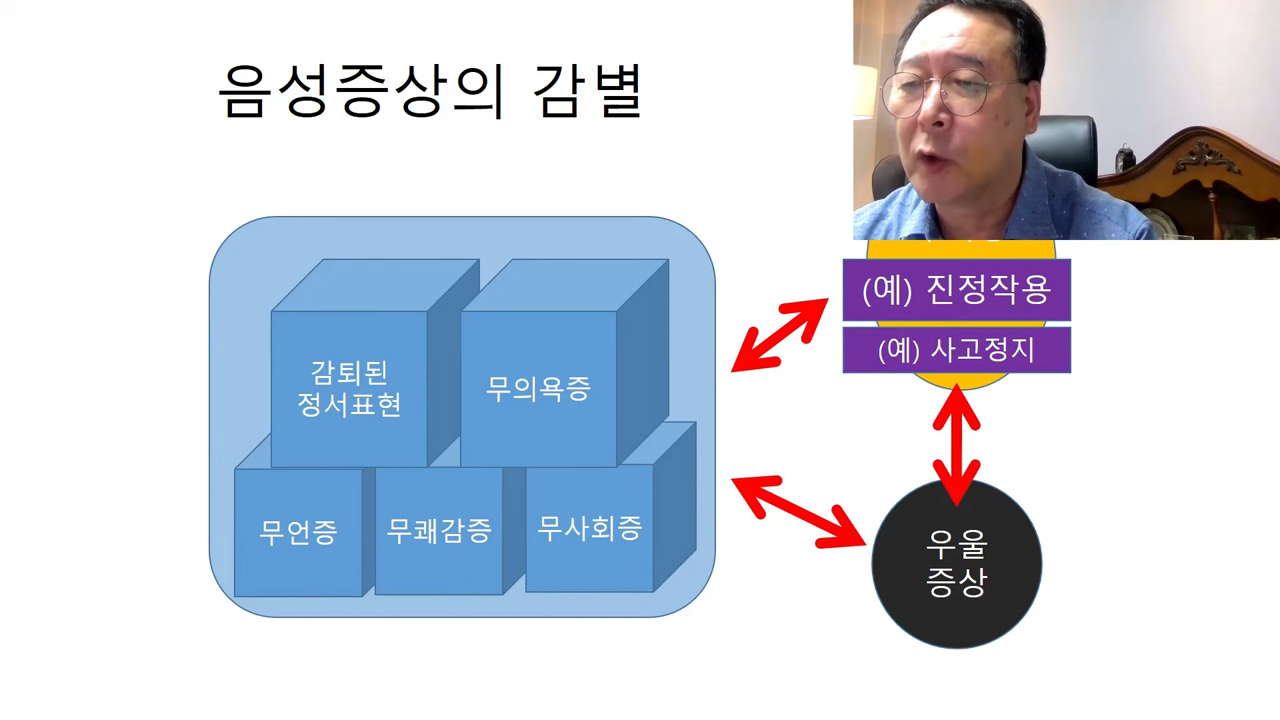 음성증상의 감별
감퇴된
정서표현
무의욕증
무언증
무쾌감증
무사회증
(예) 진정작용
(예) 사고정지
우울
증상